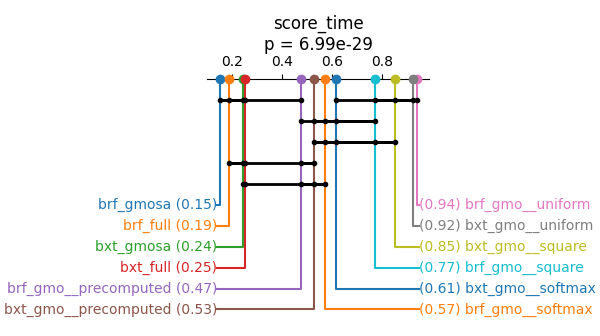 score_time
p = 6.99e-29
0.2 0.4 0.6 0.8
brf_gmosa (0.15) (0.94) brf_gmo__uniform
brf_full (0.19) (0.92) bxt_gmo__uniform
bxt_gmosa (0.24) (0.85) bxt_gmo__square
bxt_full (0.25) (0.77) brf_gmo__square
brf_gmo__precomputed (0.47) (0.61) bxt_gmo__softmax
bxt_gmo__precomputed (0.53) (0.57) brf_gmo__softmax